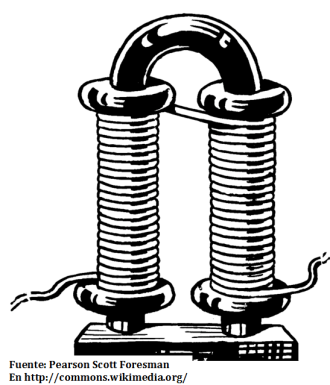 Fuente: Pearson Scott Foresman
En http://commons.wikimedia.org/